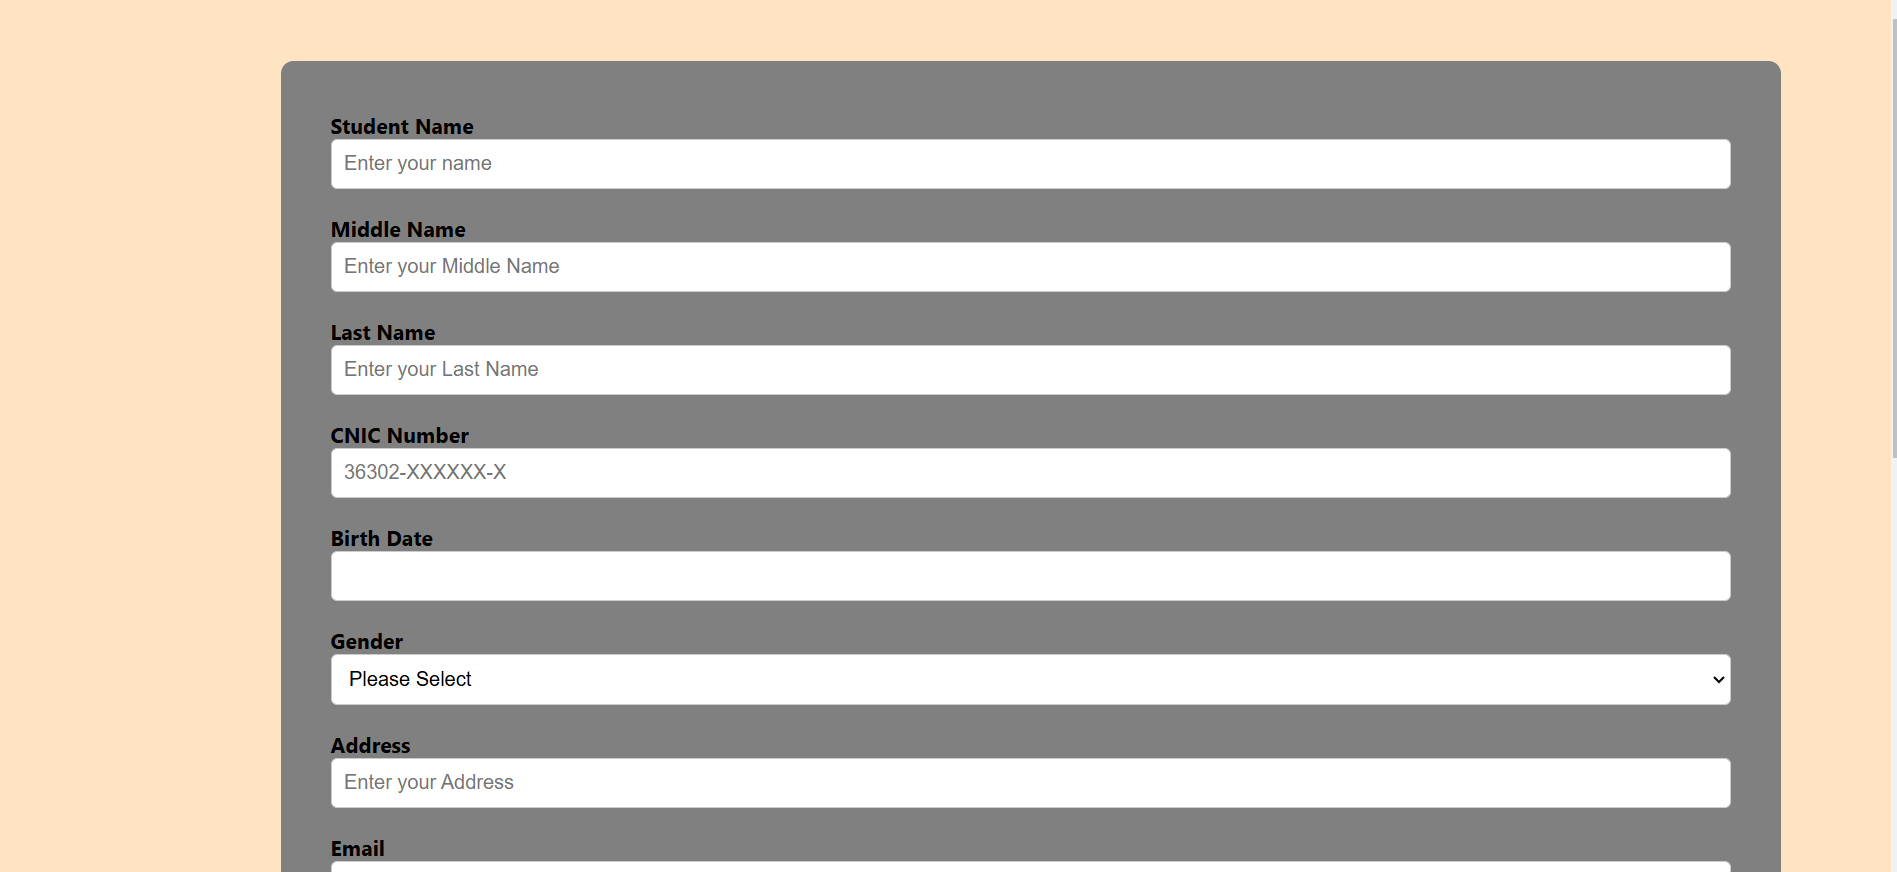 Student Name
Enter your name
Middle Name
Enter your Middle Name
Last Name
Enter your Last Name
CNIC Number
36302-XXXXXX-X
Birth Date
Gender
Please Select
Address
Enter your Address
Email